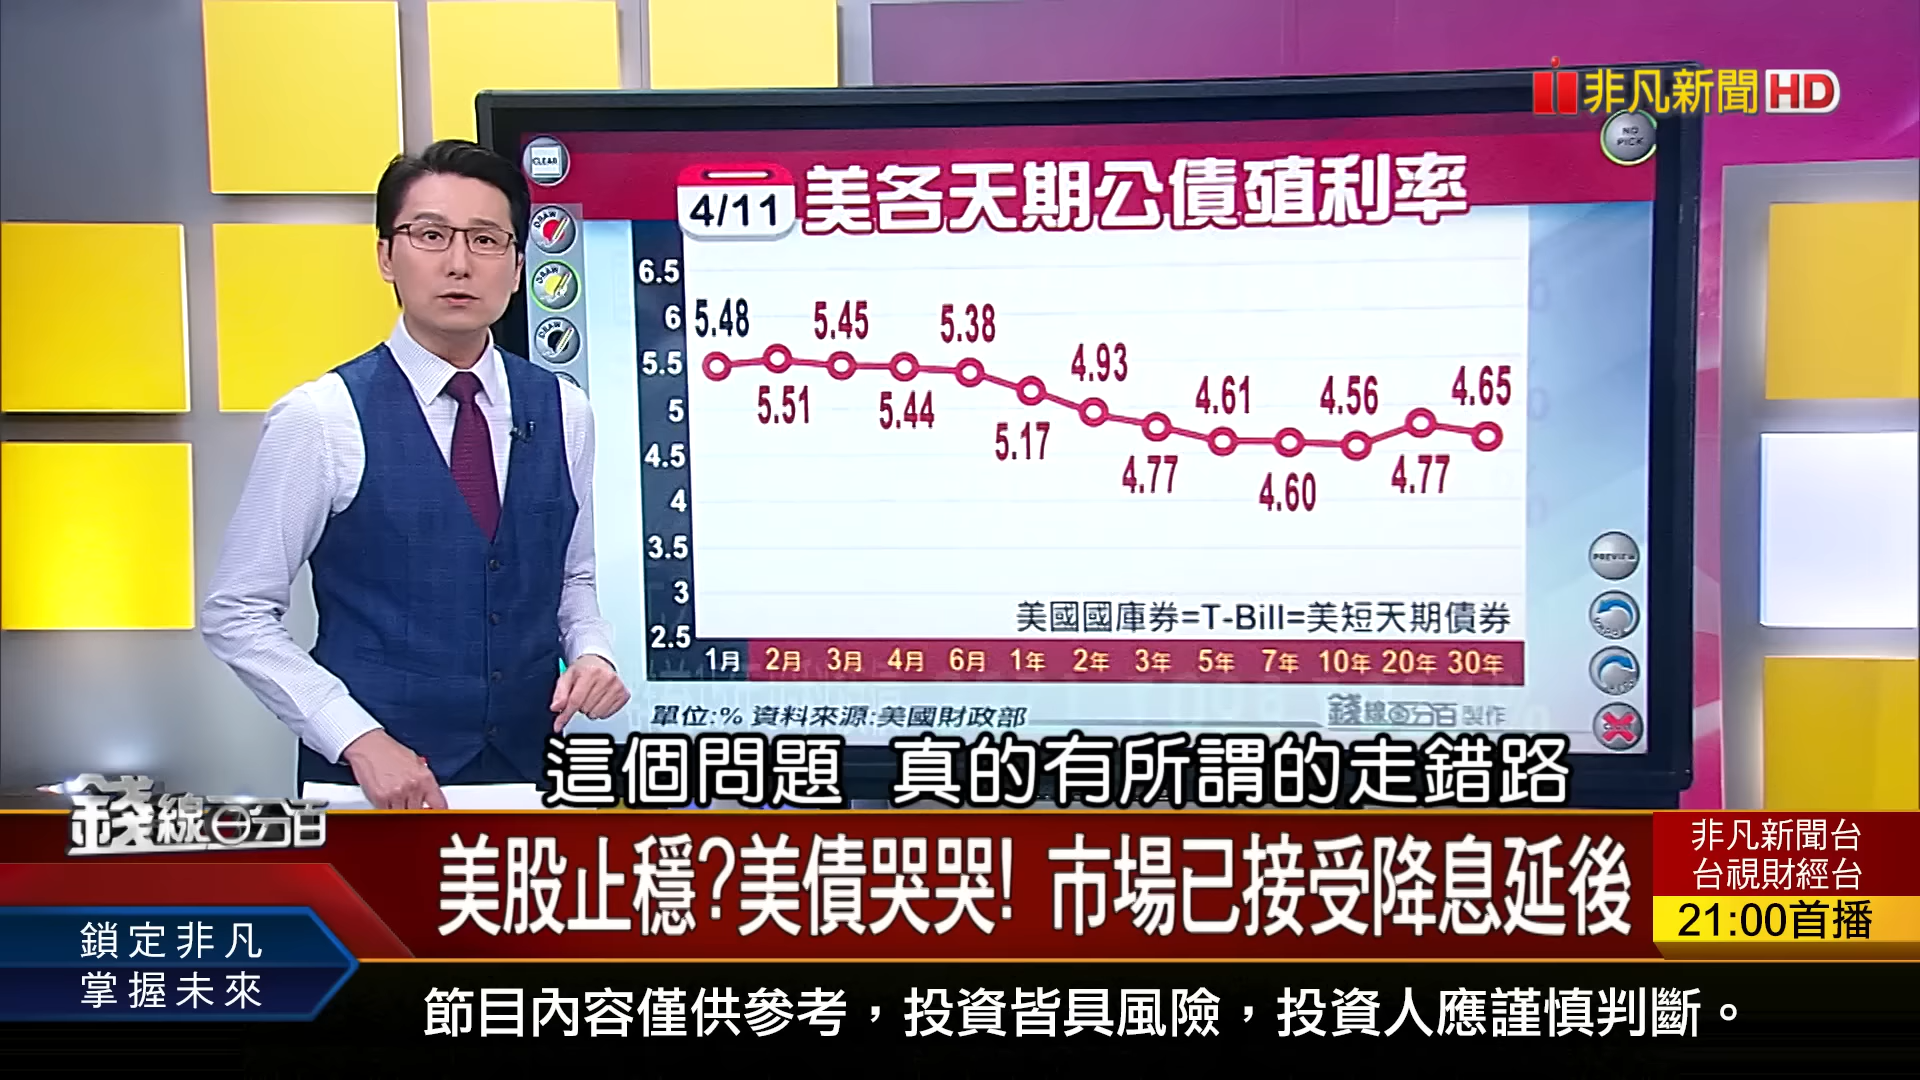 非凡新聞HD
CLEAR
NO PICK
DRAW
DRAW
DRAW
4/11 美各天期公債殖利率
6.5
6
5.5
5
4.5
4
3.5
3
2.5
5.48 5.45 5.38 4.93 4.61 4.56 4.65
5.51 5.44 5.17 4.77 4.60 4.77
美國國庫券=T-Bill=美短天期債券
1月 2月 3月 4月 6月 1年 2年 3年 5年 7年 10年 20年 30年
PREVIEW
單位:% 資料來源:美國財政部
錢線百分百 製作
這個問題 真的有所謂的走錯路
錢線百分百
美股止穩?美債哭哭! 市場已接受降息延後
非凡新聞台
台視財經台
21:00首播
鎖定非凡
掌握未來
節目內容僅供參考，投資皆具風險，投資人應謹慎判斷。